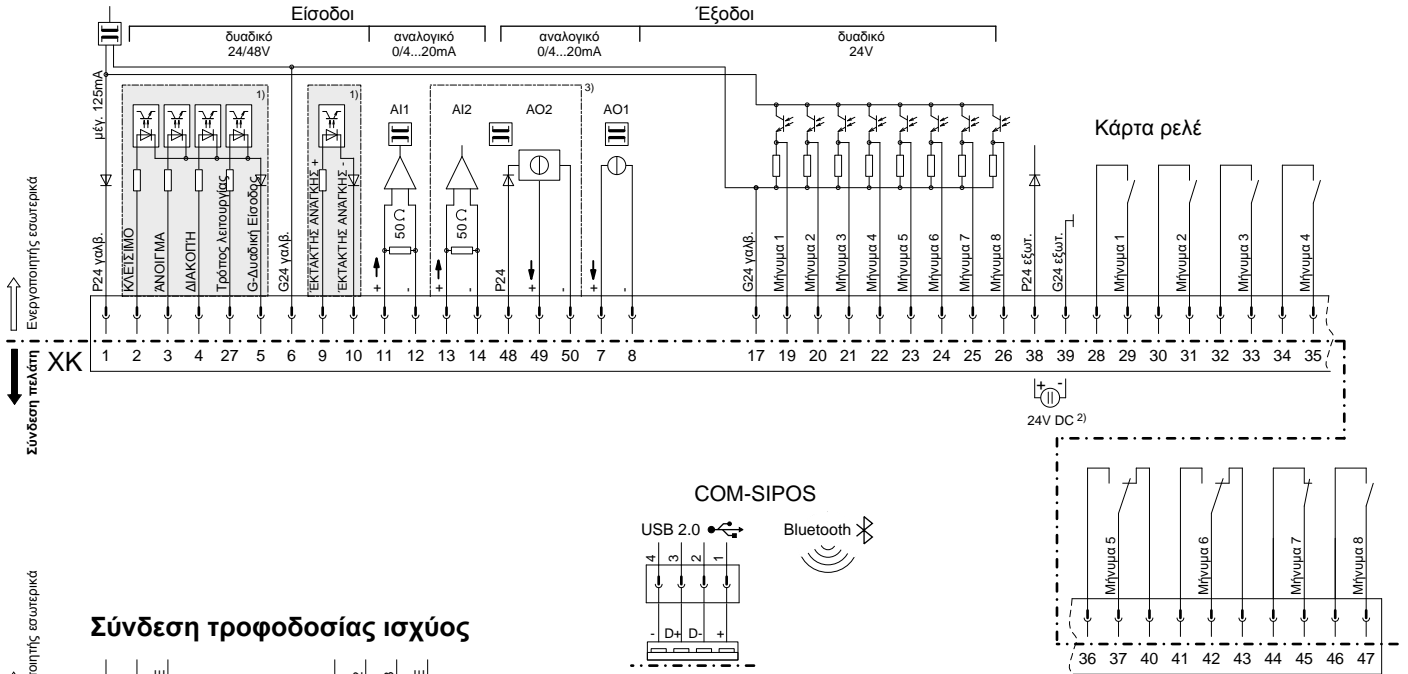 Είσοδοι
Έξοδοι
δυαδικό
24/48V
αναλογικό
0/4...20mA
αναλογικό
0/4...20mA
δυαδικό
24V
μέγ. 125mA
1)
1)
3)
AI1
AI2
AO2
AO1
Κάρτα ρελέ
50 Ω
50 Ω
Ενεργοποιητής εσωτερικά
Σύνδεση πελάτη
P24 γαλβ.
ΚΛΕΊΣΙΜΟ
ΆΝΟΙΓΜΑ
ΔΙΑΚΟΠΉ
Τρόπος λειτουργίας
G-Δυαδική Είσοδος
G24 γαλβ.
ΈΚΤΑΚΤΗΣ ΑΝΆΓΚΗΣ +
ΈΚΤΑΚΤΗΣ ΑΝΆΓΚΗΣ -
+
-
+
-
P24
+
-
+
-
G24 γαλβ.
Μήνυμα 1
Μήνυμα 2
Μήνυμα 3
Μήνυμα 4
Μήνυμα 5
Μήνυμα 6
Μήνυμα 7
Μήνυμα 8
P24 εξωτ.
G24 εξωτ.
Μήνυμα 1
Μήνυμα 2
Μήνυμα 3
Μήνυμα 4
XK 1 2 3 4 27 5 6 9 10 11 12 13 14 48 49 50 7 8 17 19 20 21 22 23 24 25 26 38 39 28 29 30 31 32 33 34 35
+ -
24V DC 2)
COM-SIPOS
USB 2.0
Bluetooth
4 3 2 1
- D+ D- +
Μήνυμα 5
Μήνυμα 6
Μήνυμα 7
Μήνυμα 8
36 37 40 41 42 43 44 45 46 47
Σύνδεση τροφοδοσίας ισχύος